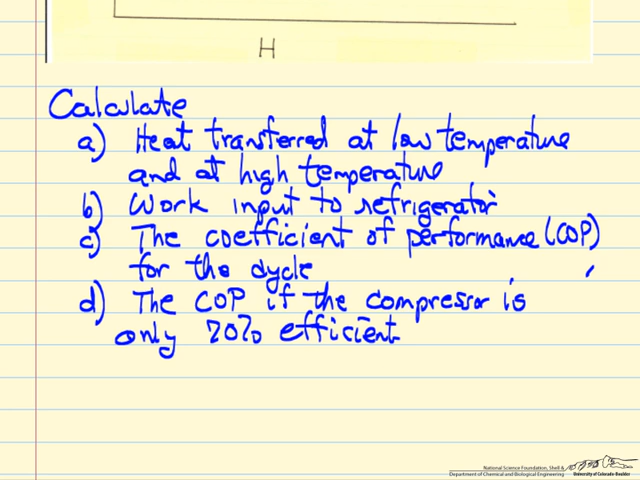 H
Calculate
a) Heat transferred at low temperature
and at high temperature
b) Work input to refrigerator
c) The coefficient of performance (COP)
for the cycle
d) The COP if the compressor is
only 70% efficient
National Science Foundation, Shell &
Department of Chemical and Biological Engineering
University of Colorado Boulder